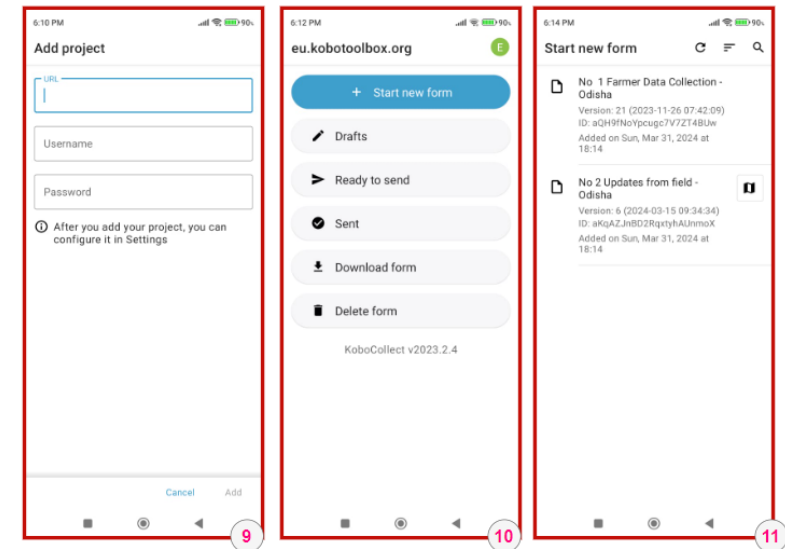 6:10 PM
90
Add project
URL
Username
Password
After you add your project, you can
configure it in Settings
Cancel Add
9
6:12 PM
90
eu.kobotoolbox.org
E
+ Start new form
Drafts
Ready to send
Sent
Download form
Delete form
KoboCollect v2023.2.4
10
6:14 PM
90
Start new form
No 1 Farmer Data Collection -
Odisha
Version: 21 (2023-11-26 07:42:09)
ID: aQH9fNoYpcugc7V7ZT4BUw
Added on Sun, Mar 31, 2024 at
18:14
No 2 Updates from field -
Odisha
Version: 6 (2024-03-15 09:34:34)
ID: aKqAZJnBD2RqxtyhAUnmoX
Added on Sun, Mar 31, 2024 at
18:14
11